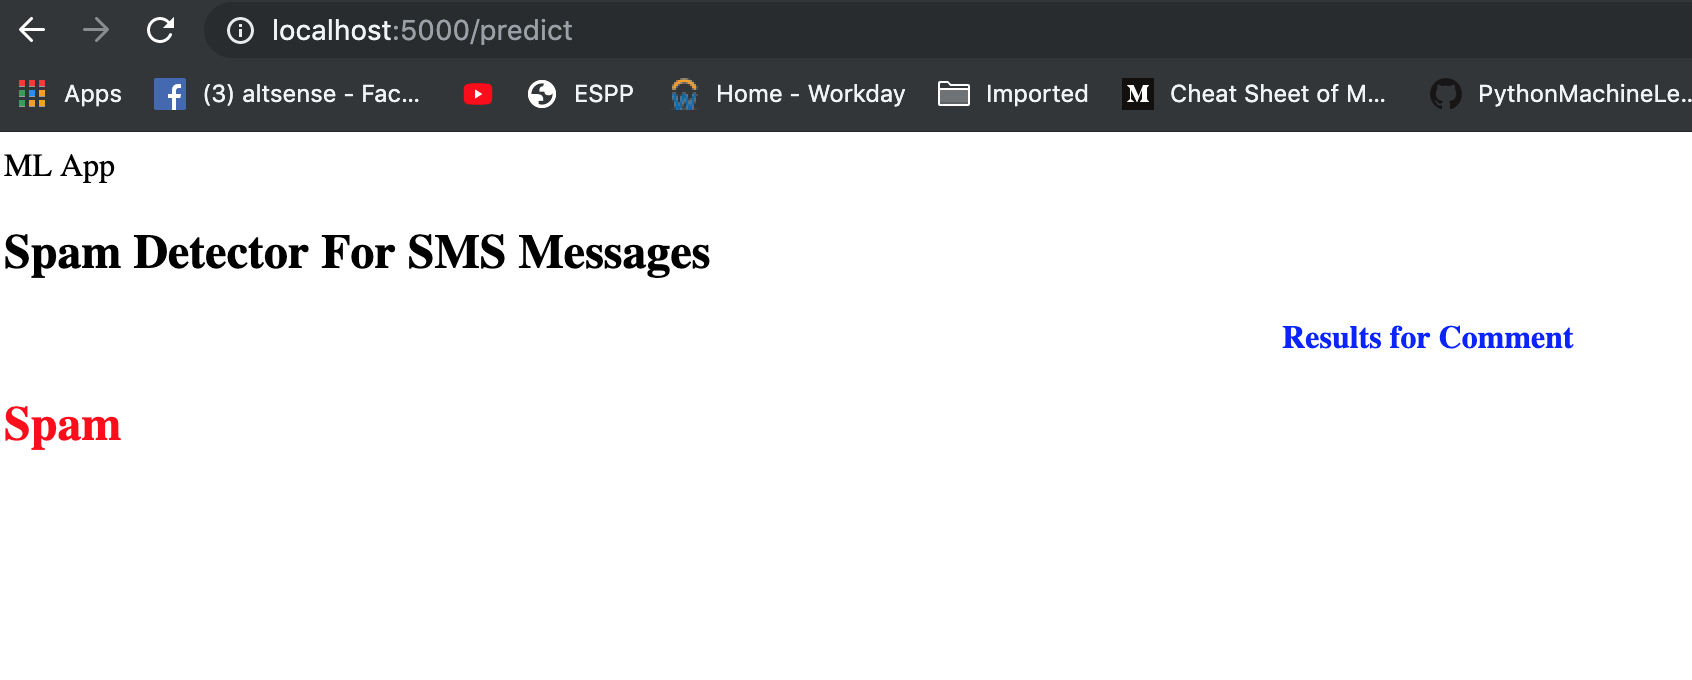 localhost:5000/predict
Apps (3) altsense - Fac... ESPP Home - Workday Imported M Cheat Sheet of M... PythonMachineLe...
ML App
Spam Detector For SMS Messages
Results for Comment
Spam